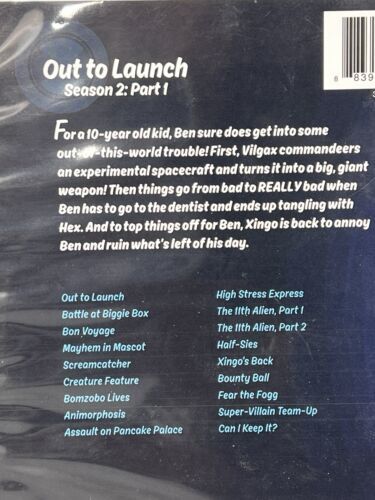 8 839
Out to Launch
Season 2: Part 1
For a 10-year old kid, Ben sure does get into some
out-of-this-world trouble! First, Vilgax commandeers
an experimental spacecraft and turns it into a big, giant
weapon! Then things go from bad to REALLY bad when
Ben has to go to the dentist and ends up tangling with
Hex. And to top things off for Ben, Xingo is back to annoy
Ben and ruin what's left of his day.
Out to Launch
Battle at Biggie Box
Bon Voyage
Mayhem in Mascot
Screamcatcher
Creature Feature
Bomzobo Lives
Animorphosis
Assault on Pancake Palace
High Stress Express
The 11th Alien, Part 1
The 11th Alien, Part 2
Half-Sies
Xingo's Back
Bounty Ball
Fear the Fogg
Super-Villain Team-Up
Can I Keep It?